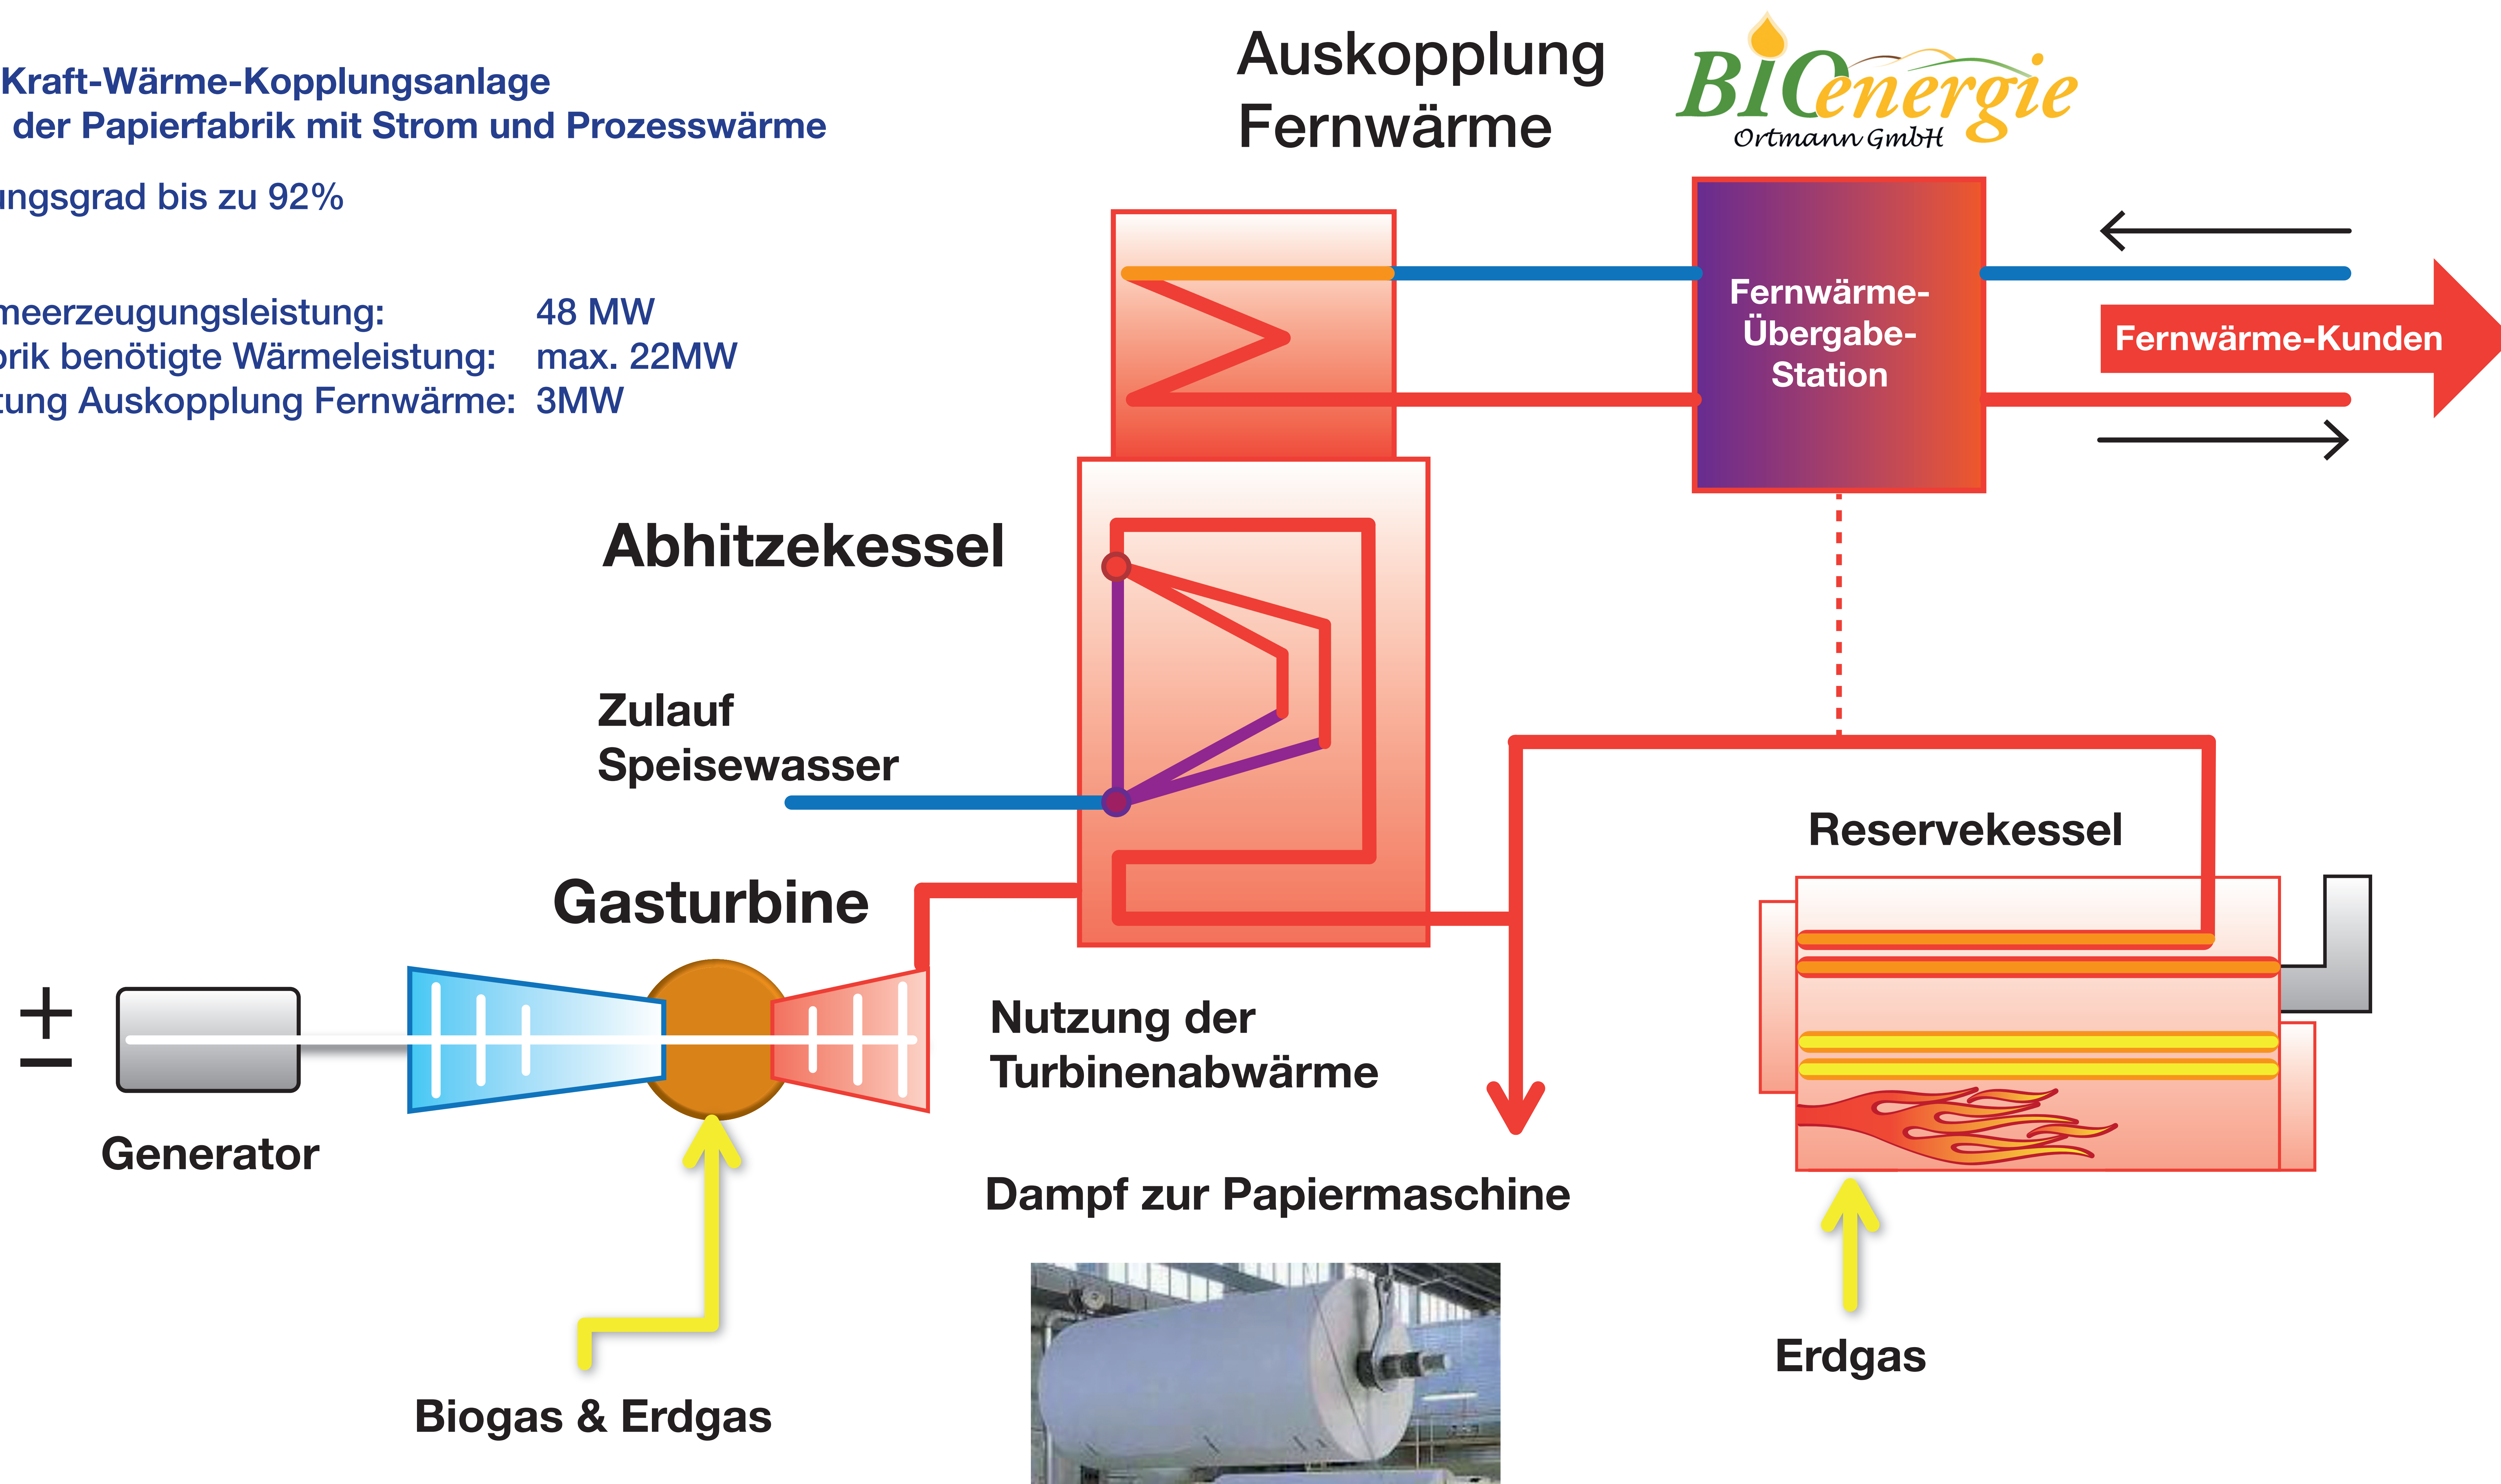 Kraft-Wärme-Kopplungsanlage
der Papierfabrik mit Strom und Prozesswärme
ungsgrad bis zu 92%
meerzeugungsleistung: 48 MW
brik benötigte Wärmeleistung: max. 22MW
tung Auskopplung Fernwärme: 3MW
Auskopplung
Fernwärme
BIOenergie
Ortmann GmbH
Fernwärme-
Übergabe-
Station
Fernwärme-Kunden
Abhitzekessel
Zulauf
Speisewasser
Reservekessel
Gasturbine
Nutzung der
Turbinenabwärme
Generator
Dampf zur Papiermaschine
Erdgas
Biogas & Erdgas